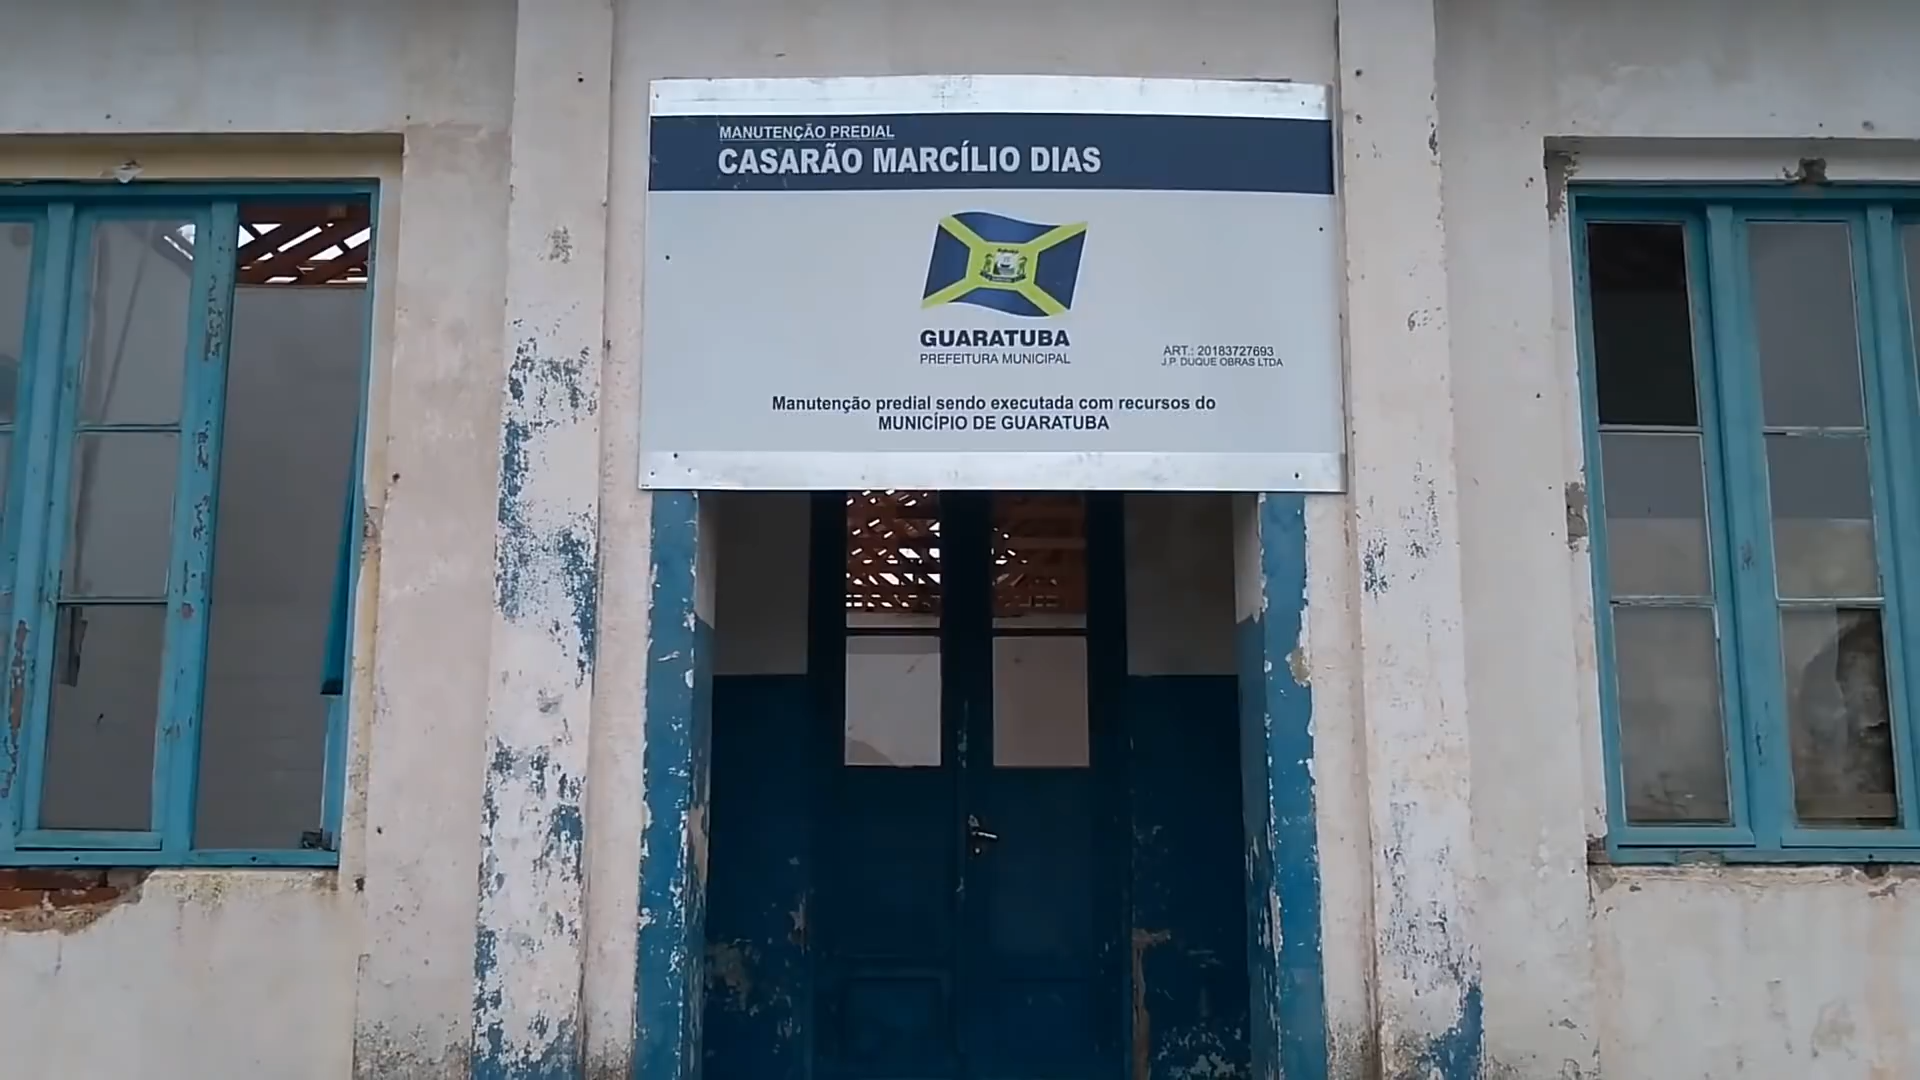 MANUTENÇÃO PREDIAL
CASARÃO MARCÍLIO DIAS
GUARATUBA
PREFEITURA MUNICIPAL
ART.: 20183727693
J.P. DUQUE OBRAS LTDA
Manutenção predial sendo executada com recursos do
MUNICÍPIO DE GUARATUBA